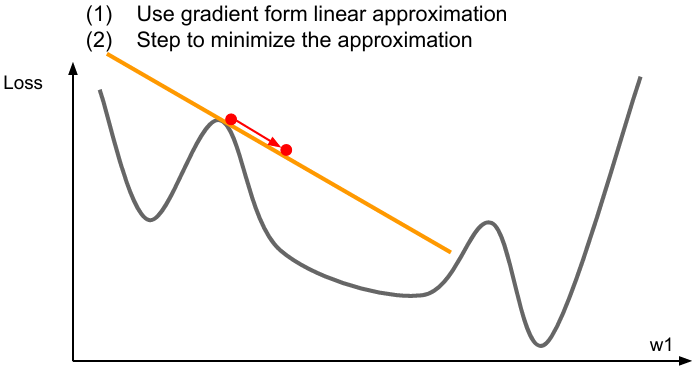 (1) Use gradient form linear approximation
(2) Step to minimize the approximation
Loss
w1